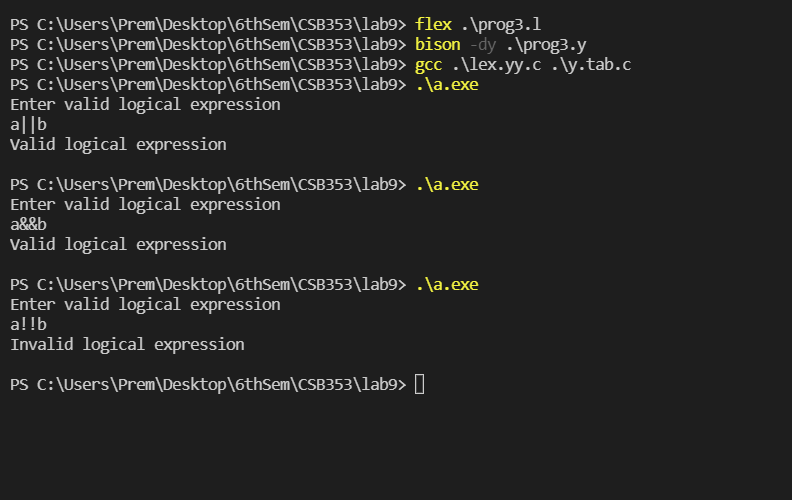 PS C:\Users\Prem\Desktop\6thSem\CSB353\lab9> flex .\prog3.l
PS C:\Users\Prem\Desktop\6thSem\CSB353\lab9> bison -dy .\prog3.y
PS C:\Users\Prem\Desktop\6thSem\CSB353\lab9> gcc .\lex.yy.c .\y.tab.c
PS C:\Users\Prem\Desktop\6thSem\CSB353\lab9> .\a.exe
Enter valid logical expression
a||b
Valid logical expression
PS C:\Users\Prem\Desktop\6thSem\CSB353\lab9> .\a.exe
Enter valid logical expression
a&&b
Valid logical expression
PS C:\Users\Prem\Desktop\6thSem\CSB353\lab9> .\a.exe
Enter valid logical expression
a!!b
Invalid logical expression
PS C:\Users\Prem\Desktop\6thSem\CSB353\lab9>